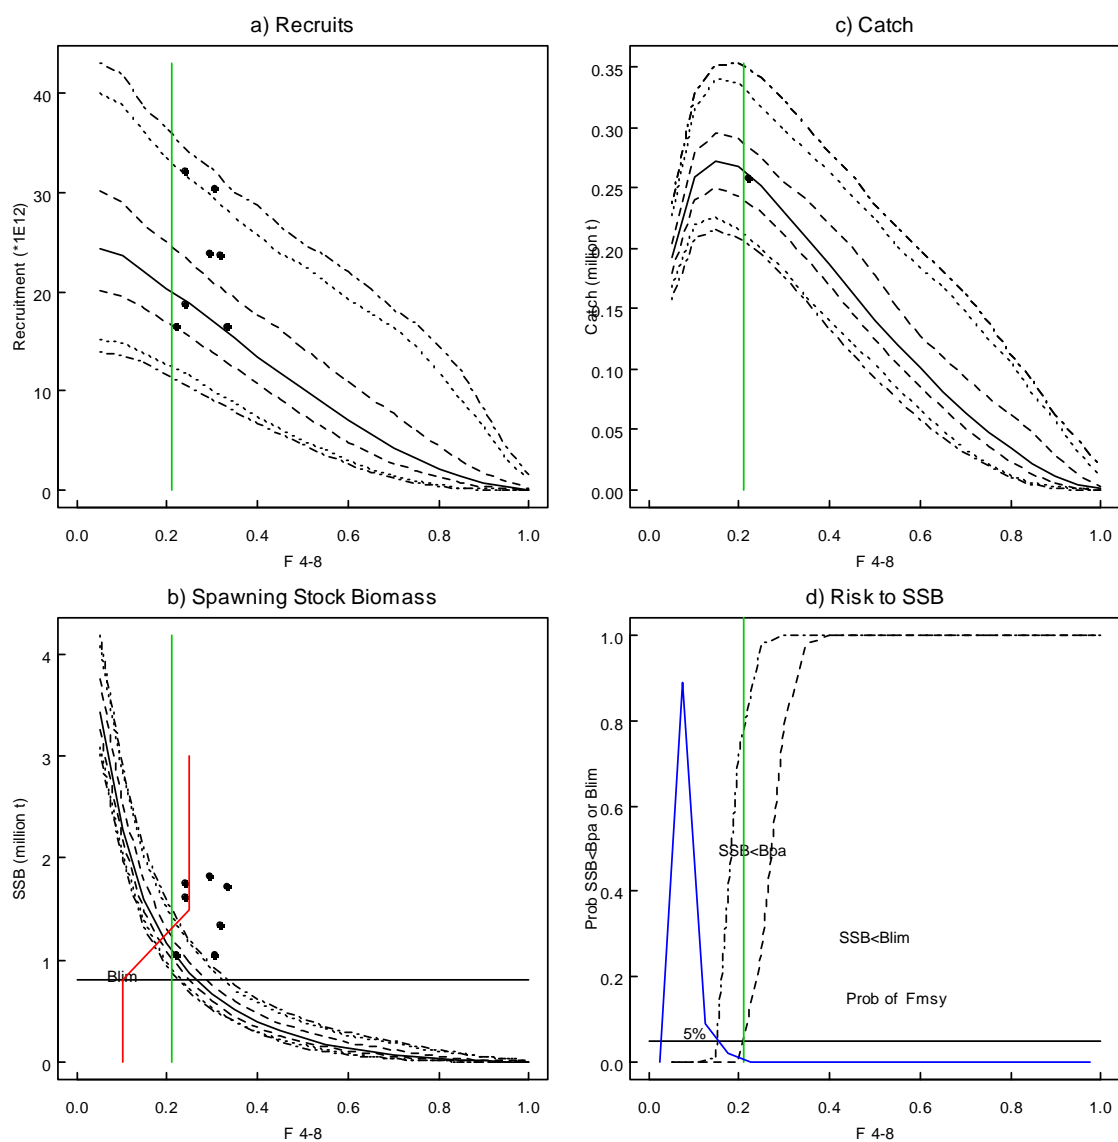 a) Recruits
Recruitment (*1E12)
40
30
20
10
0
0.0 0.2 0.4 0.6 0.8 1.0
F 4-8
c) Catch
Catch (million t)
0.35
0.30
0.25
0.20
0.15
0.10
0.05
0.00
0.0 0.2 0.4 0.6 0.8 1.0
F 4-8
b) Spawning Stock Biomass
SSB (million t)
4
3
2
1
0
Blim
0.0 0.2 0.4 0.6 0.8 1.0
F 4-8
d) Risk to SSB
Prob SSB<Bpa or Blim
1.0
0.8
0.6
0.4
0.2
0.0
SSB<Bpa
SSB<Blim
Prob of Fmsy
5%
0.0 0.2 0.4 0.6 0.8 1.0
F 4-8